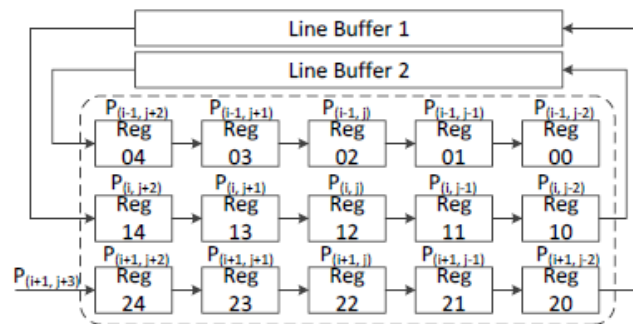 Line Buffer 1
Line Buffer 2
P(i-1, j+2) P(i-1, j+1) P(i-1, j) P(i-1, j-1) P(i-1, j-2)
Reg Reg Reg Reg Reg
04 03 02 01 00
P(i, j+2) P(i, j+1) P(i, j) P(i, j-1) P(i, j-2)
Reg Reg Reg Reg Reg
14 13 12 11 10
P(i+1, j+3) P(i+1, j+2) P(i+1, j+1) P(i+1, j) P(i+1, j-1) P(i+1, j-2)
Reg Reg Reg Reg Reg
24 23 22 21 20